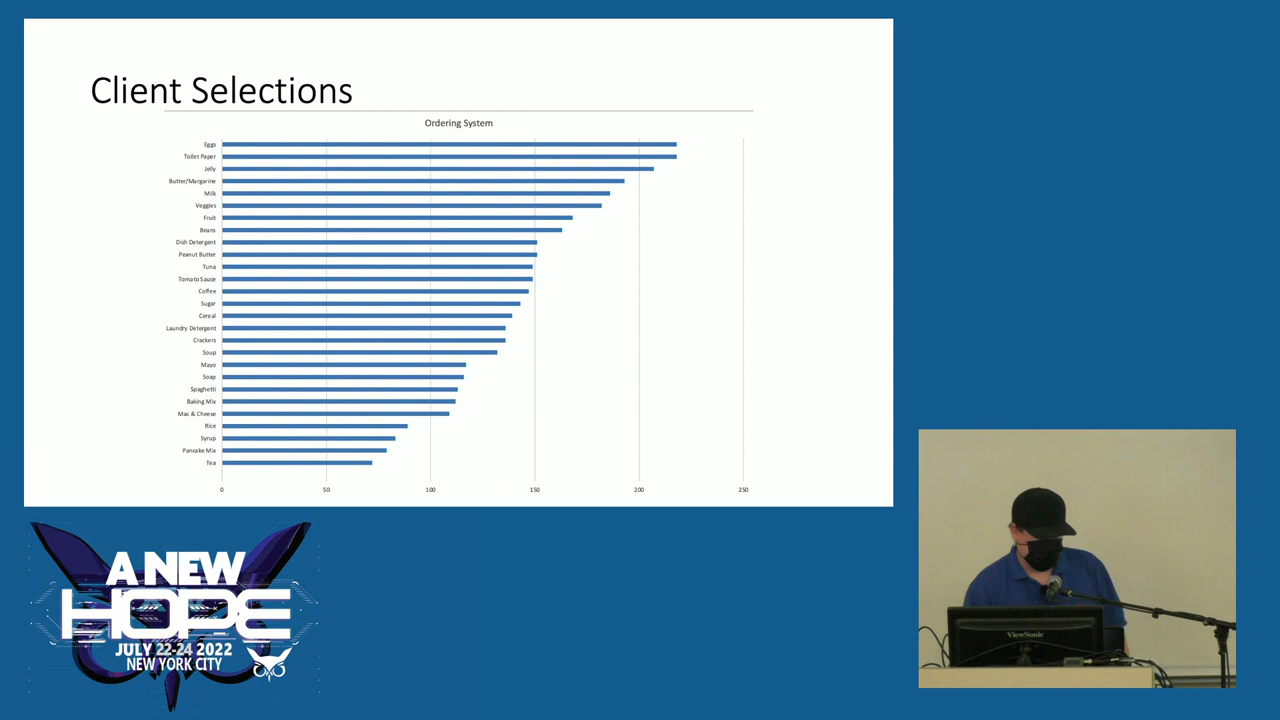 Client Selections
Ordering System
Eggs
Toilet Paper
Jelly
Butter/Margarine
Milk
Veggies
Fruit
Beans
Dish Detergent
Peanut Butter
Tuna
Tomato Sauce
Coffee
Sugar
Cereal
Laundry Detergent
Crackers
Soup
Mayo
Soap
Spaghetti
Baking Mix
Mac & Cheese
Rice
Syrup
Pancake Mix
Tea
0 50 100 150 200 250
A NEW
HOPE
JULY 22-24 2022
NEW YORK CITY
ViewSonic